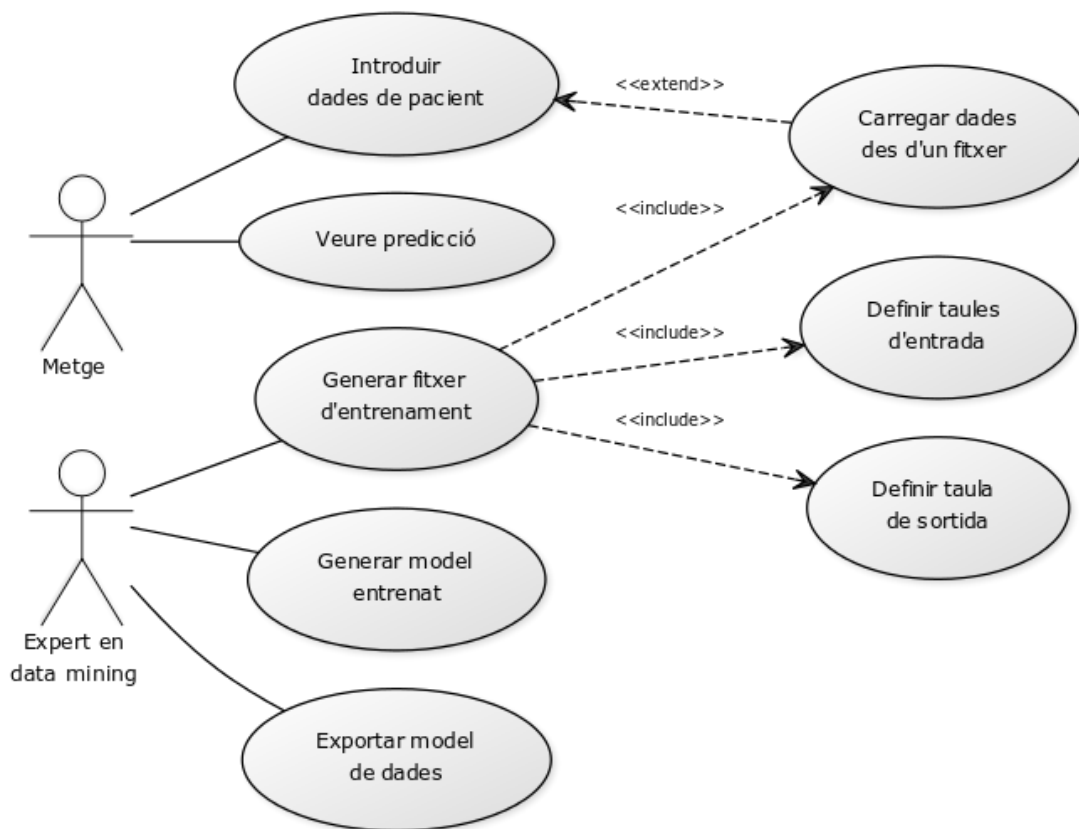 Introduir
dades de pacient
<<extend>>
Carregar dades
des d'un fitxer
<<include>>
Veure predicció
Metge
Definir taules
d'entrada
<<include>>
Generar fitxer
d'entrenament
<<include>>
Definir taula
de sortida
Generar model
entrenat
Expert en
data mining
Exportar model
de dades